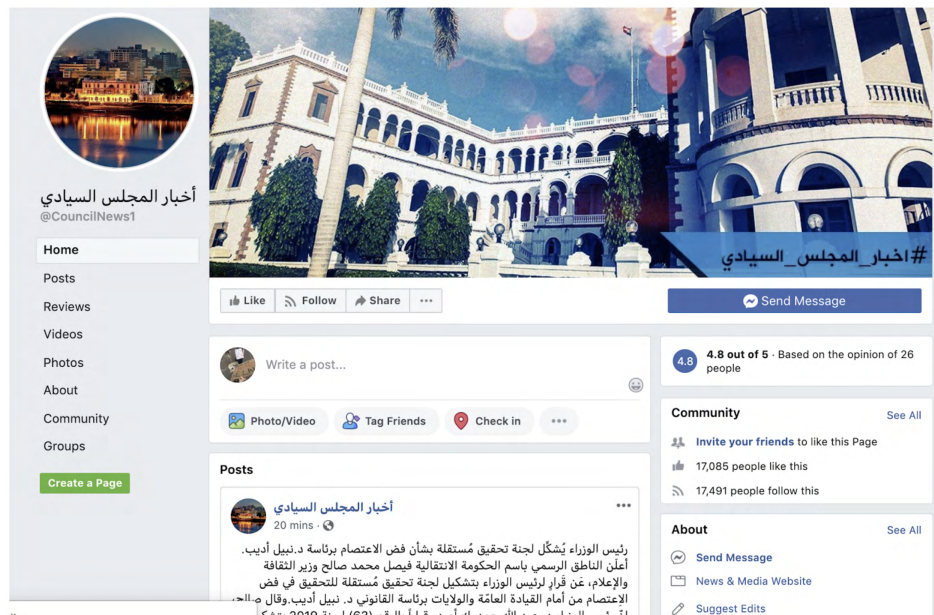 أخبار المجلس السيادي
@CouncilNews1
Home
Posts
Reviews
Videos
Photos
About
Community
Groups
Create a Page
#اخبار_المجلس_السيادي
Like
Follow
Share
Send Message
Write a post...
Photo/Video
Tag Friends
Check in
Posts
أخبار المجلس السيادي
20 mins ·
رئيس الوزراء يُشكِّل لجنة تحقيق مُستقلة بشأن فض الاعتصام برئاسة د.نبيل أديب.
أعلَن الناطق الرسمي باسم الحكومة الانتقالية فيصل محمد صالح وزير الثقافة
والإعلام، عَن قَرارٍ لرئيس الوزراء بتشكيل لجنة تحقيق مُستقلة للتحقيق في فض
الاعتصام من أمام القيادة العامّة والولايات برئاسة القانوني د. نبيل أديب.وقال صالح،
4.8
4.8 out of 5 · Based on the opinion of 26
people
Community
See All
Invite your friends to like this Page
17,085 people like this
17,491 people follow this
About
See All
Send Message
News & Media Website
Suggest Edits